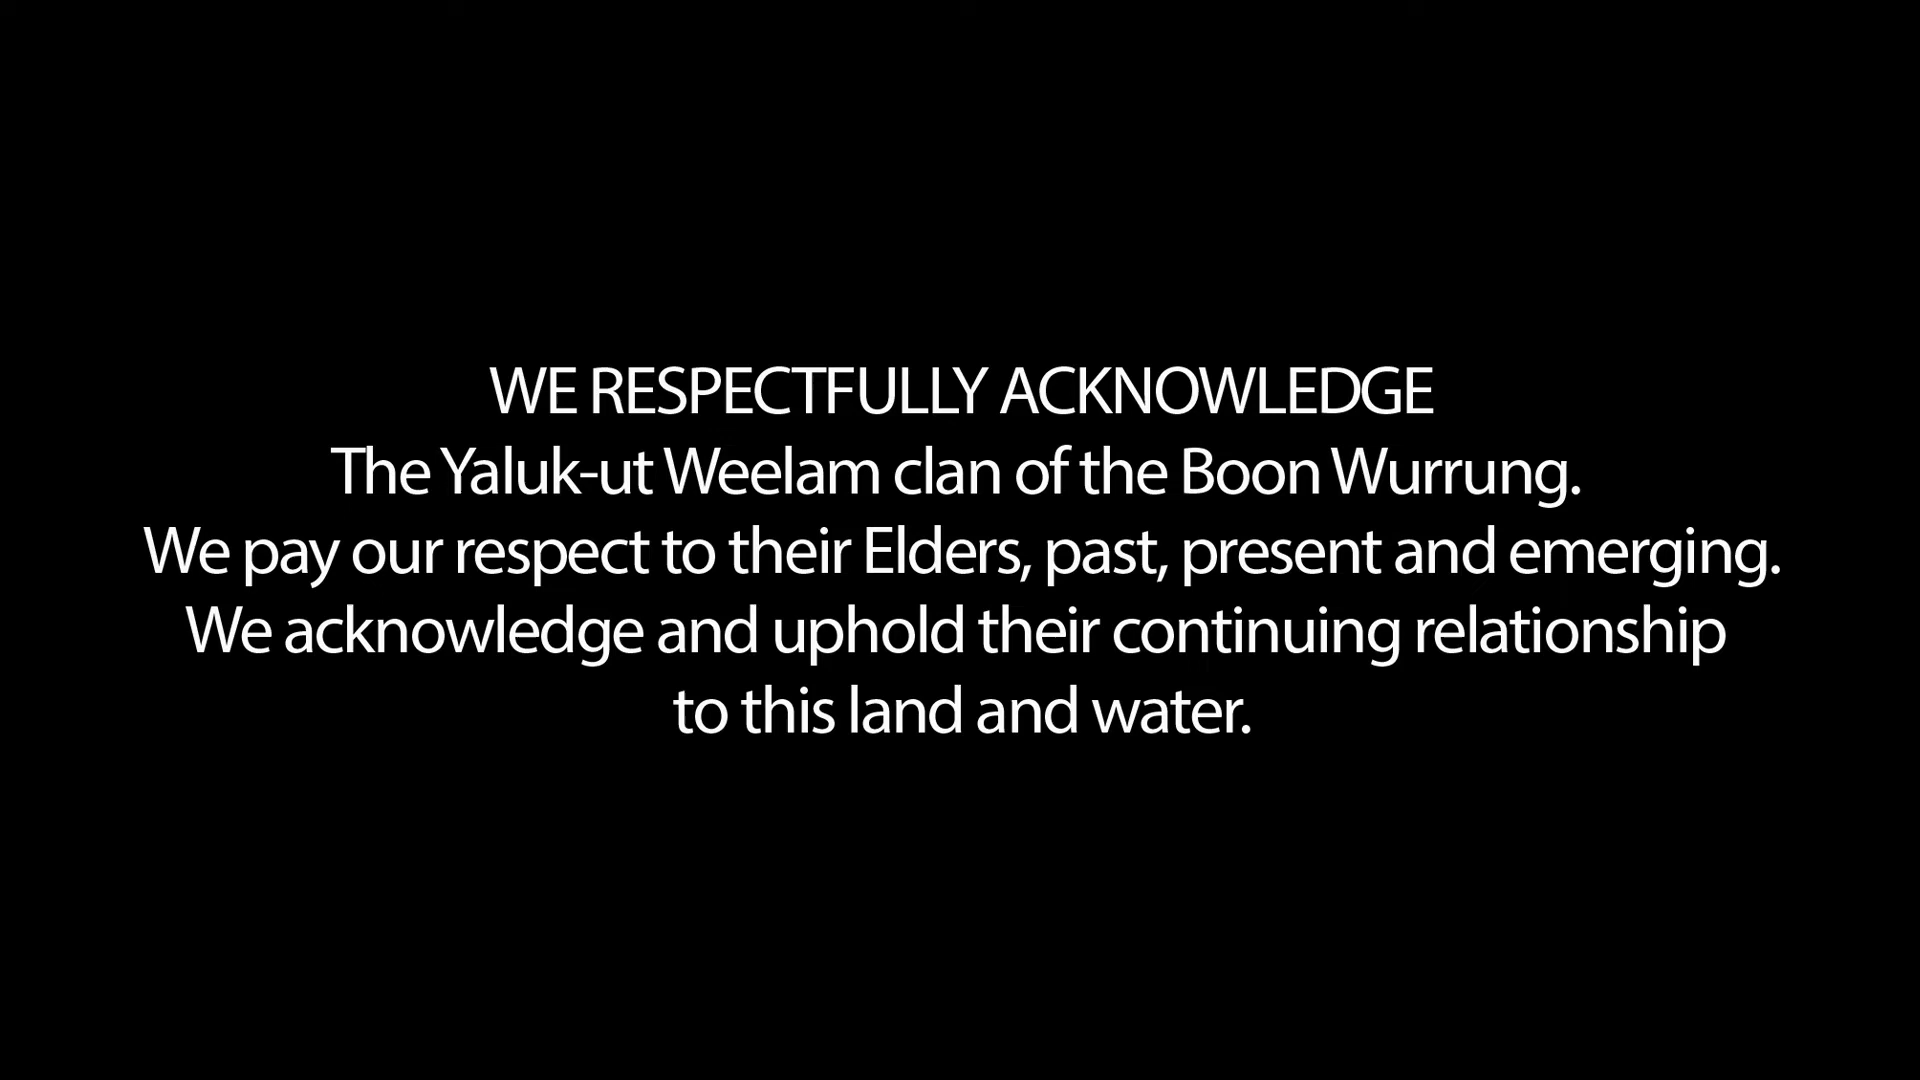 WE RESPECTFULLY ACKNOWLEDGE
The Yaluk-ut Weelam clan of the Boon Wurrung.
We pay our respect to their Elders, past, present and emerging.
We acknowledge and uphold their continuing relationship
to this land and water.